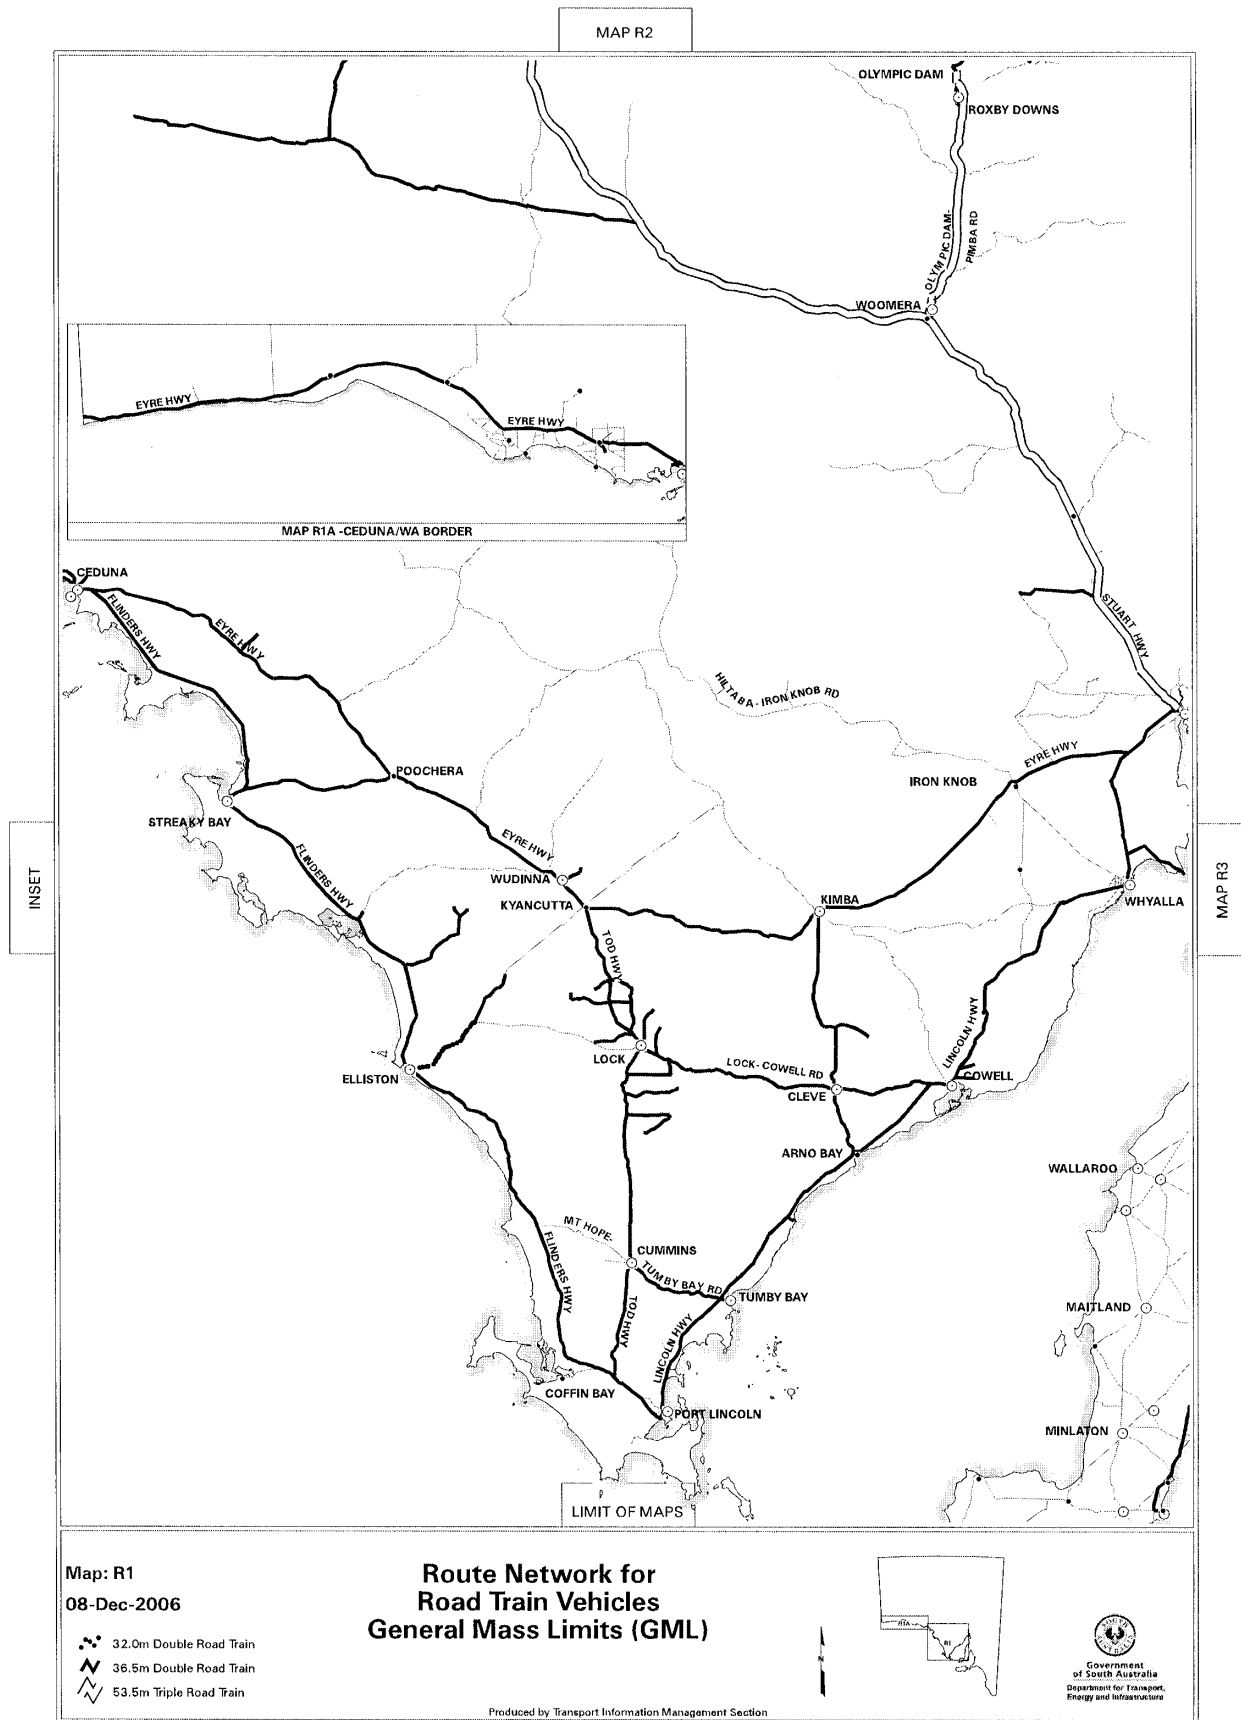 MAP R2
OLYMPIC DAM
ROXBY DOWNS
OLYMPIC DAM-
PIMBA RD
WOOMERA
EYRE HWY
EYRE HWY
MAP R1A -CEDUNA/WA BORDER
CEDUNA
FLINDERS HWY
EYRE HWY
STUART HWY
HILTABA - IRON KNOB RD
EYRE HWY
IRON KNOB
POOCHERA
STREAKY BAY
EYRE HWY
FLINDERS HWY
WUDINNA
KYANCUTTA
KIMBA
WHYALLA
INSET
MAP R3
TOD HWY
LINCOLN HWY
LOCK
LOCK - COWELL RD
COWELL
ELLISTON
CLEVE
ARNO BAY
WALLAROO
MT HOPE-
FLINDERS HWY
CUMMINS
TUMBY BAY RD
TUMBY BAY
TOD HWY
LINCOLN HWY
MAITLAND
COFFIN BAY
PORT LINCOLN
MINLATON
LIMIT OF MAPS
Map: R1
08-Dec-2006
32.0m Double Road Train
36.5m Double Road Train
53.5m Triple Road Train
Route Network for
Road Train Vehicles
General Mass Limits (GML)
Produced by Transport Information Management Section
R1A
R1
N
SOUTH
AUSTRALIA
Government
of South Australia
Department for Transport,
Energy and Infrastructure